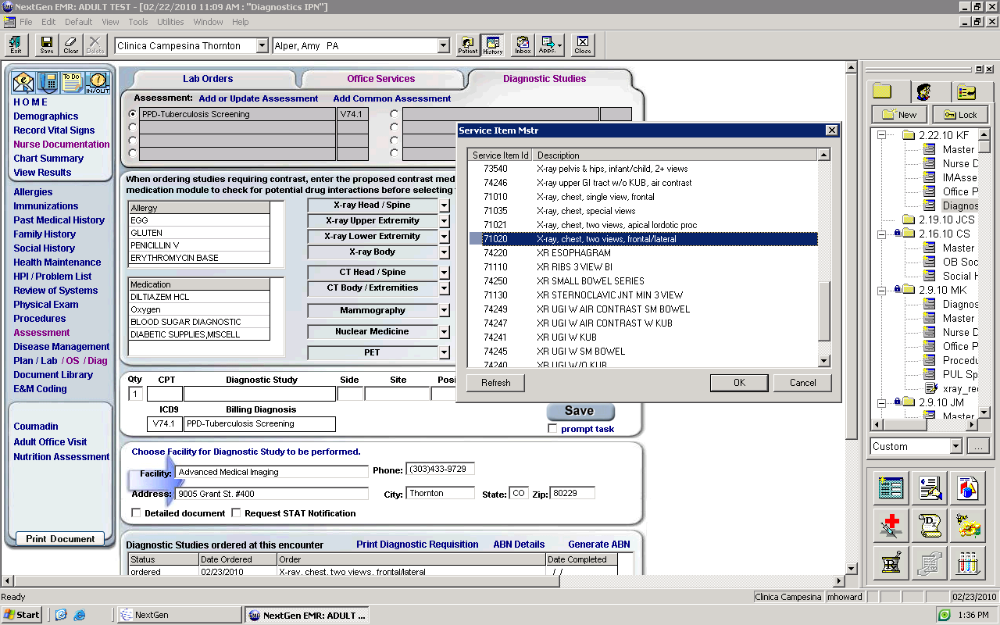 NextGen EMR: ADULT TEST - [02/22/2010 11:09 AM : "Diagnostics IPN"]
File Edit Default View Tools Utilities Window Help
Exit Save Clear Delete Clinica Campesina Thornton Alper, Amy PA Patient History Inbox Apps. Close
To Do IN/OUT
H O M E
Demographics
Record Vital Signs
Nurse Documentation
Chart Summary
View Results
Allergies
Immunizations
Past Medical History
Family History
Social History
Health Maintenance
HPI / Problem List
Review of Systems
Physical Exam
Procedures
Assessment
Disease Management
Plan / Lab / OS / Diag
Document Library
E&M Coding
Coumadin
Adult Office Visit
Nutrition Assessment
Print Document
Lab Orders Office Services Diagnostic Studies
Assessment: Add or Update Assessment Add Common Assessment
PPD-Tuberculosis Screening V74.1
When ordering studies requiring contrast, enter the proposed contrast med
medication module to check for potential drug interactions before selecting
Allergy
EGG
GLUTEN
PENICILLIN V
ERYTHROMYCIN BASE
Medication
DILTIAZEM HCL
Oxygen
BLOOD SUGAR DIAGNOSTIC
DIABETIC SUPPLIES,MISCELL
X-ray Head / Spine
X-ray Upper Extremity
X-ray Lower Extremity
X-ray Body
CT Head / Spine
CT Body / Extremities
Mammography
Nuclear Medicine
PET
Service Item Mstr
Service Item Id Description
73540 X-ray pelvis & hips, infant/child, 2+ views
74246 X-ray upper GI tract w/o KUB, air contrast
71010 X-ray, chest, single view, frontal
71035 X-ray, chest, special views
71021 X-ray, chest, two views, apical lordotic proc
71020 X-ray, chest, two views, frontal/lateral
74220 XR ESOPHAGRAM
71110 XR RIBS 3 VIEW BI
74250 XR SMALL BOWEL SERIES
71130 XR STERNOCLAVIC JNT MIN 3 VIEW
74249 XR UGI W AIR CONTRAST SM BOWEL
74247 XR UGI W AIR CONTRAST W KUB
74241 XR UGI W KUB
74245 XR UGI W SM BOWEL
74240 XR UGI W/O KUB
Refresh OK Cancel
Qty CPT Diagnostic Study Side Site Posi
1
ICD9 Billing Diagnosis
V74.1 PPD-Tuberculosis Screening
Save
prompt task
Choose Facility for Diagnostic Study to be performed.
Facility: Advanced Medical Imaging Phone: (303)433-9729
Address: 9005 Grant St. #400 City: Thornton State: CO Zip: 80229
Detailed document Request STAT Notification
Diagnostic Studies ordered at this encounter Print Diagnostic Requisition ABN Details Generate ABN
Status Date Ordered Order Date Completed
ordered 02/23/2010 X-ray, chest, two views, frontal/lateral / /
New Lock
2.22.10 KF
Master
Nurse D
IMAsse
Office P
Diagnos
2.19.10 JCS
2.16.10 CS
Master
OB Soc
Social H
2.9.10 MK
Diagnos
Master
Nurse D
Office P
Procedu
PUL Sp
xray_rec
2.9.10 JM
Master
Custom ...
Ready Clinica Campesina mhoward 02/23/2010
Start NextGen NextGen EMR: ADULT ... 1:36 PM